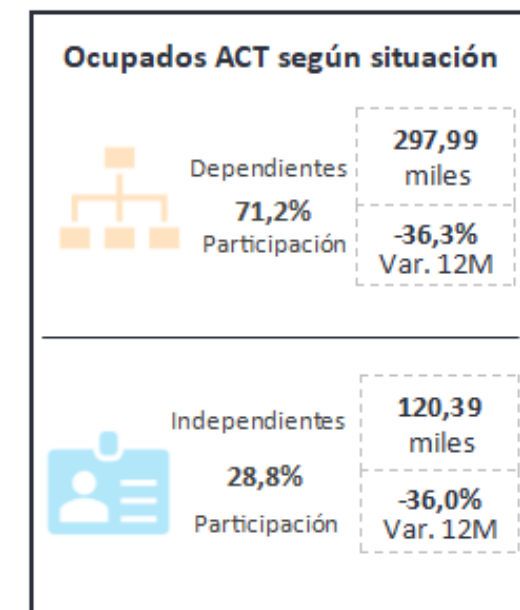 Ocupados ACT según situación
Dependientes
71,2%
Participación
297,99
miles
-36,3%
Var. 12M
Independientes
28,8%
Participación
120,39
miles
-36,0%
Var. 12M